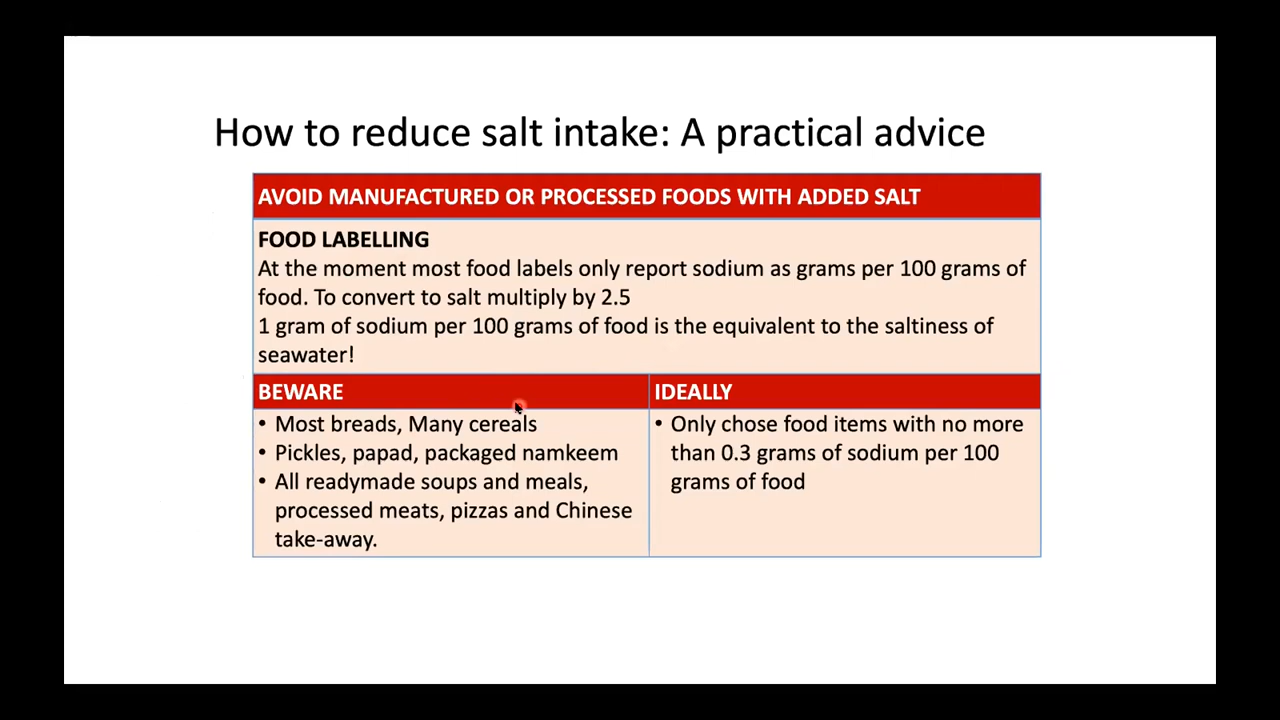 How to reduce salt intake: A practical advice
AVOID MANUFACTURED OR PROCESSED FOODS WITH ADDED SALT
FOOD LABELLING
At the moment most food labels only report sodium as grams per 100 grams of
food. To convert to salt multiply by 2.5
1 gram of sodium per 100 grams of food is the equivalent to the saltiness of
seawater!
BEWARE
• Most breads, Many cereals
• Pickles, papad, packaged namkeem
• All readymade soups and meals,
processed meats, pizzas and Chinese
take-away.
IDEALLY
• Only chose food items with no more
than 0.3 grams of sodium per 100
grams of food